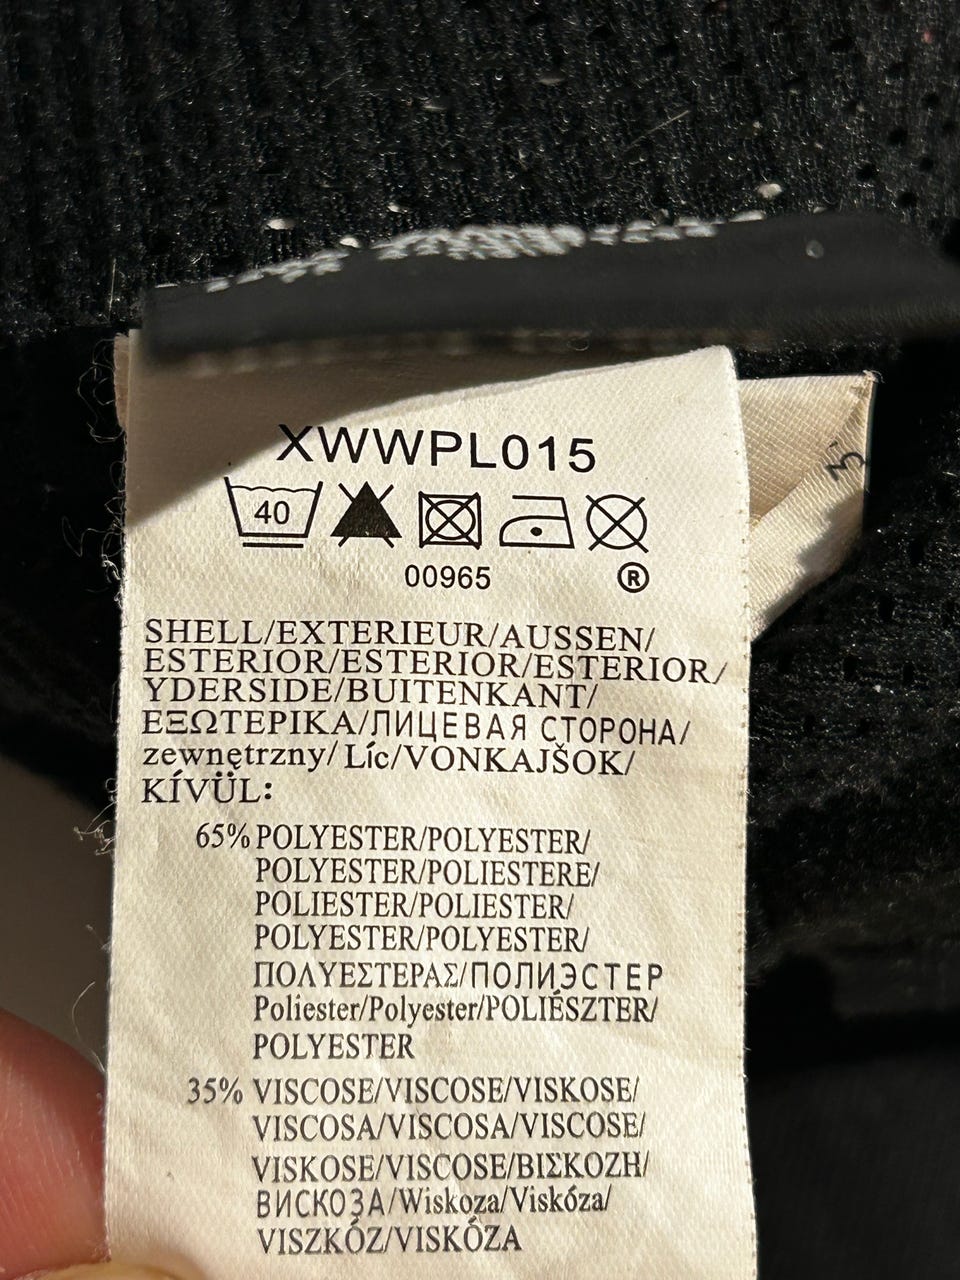 XWWPL015
40
00965 ®
SHELL/EXTERIEUR/AUSSEN/
ESTERIOR/ESTERIOR/ESTERIOR/
YDERSIDE/BUITENKANT/
ΕΞΩΤΕΡΙΚΑ/ЛИЦЕВАЯ СТОРОНА/
zewnętrzny/ Líc/VONKAJŠOK/
KÍVÜL:
65% POLYESTER/POLYESTER/
POLYESTER/POLIESTERE/
POLIESTER/POLIESTER/
POLYESTER/POLYESTER/
ΠΟΛΥΕΣΤΕΡΑΣ/ПОЛИЭСТЕР
Poliester/Polyester/POLIÉSZTER/
POLYESTER
35% VISCOSE/VISCOSE/VISKOSE/
VISCOSA/VISCOSA/VISCOSE/
VISKOSE/VISCOSE/ΒΙΣΚΟΖΗ/
ВИСКОЗА/Wiskoza/Viskóza/
VISZKÓZ/VISKÓZA